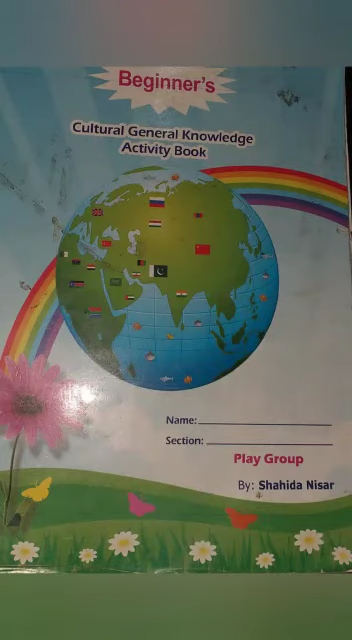 Beginner's
Cultural General Knowledge
Activity Book
Name:
Section:
Play Group
By: Shahida Nisar